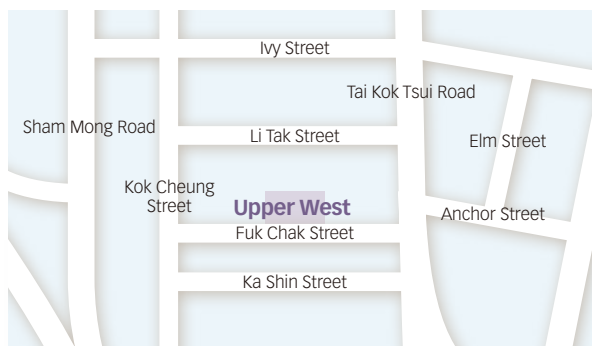 Ivy Street
Tai Kok Tsui Road
Sham Mong Road
Li Tak Street
Elm Street
Kok Cheung
Street
Upper West
Anchor Street
Fuk Chak Street
Ka Shin Street